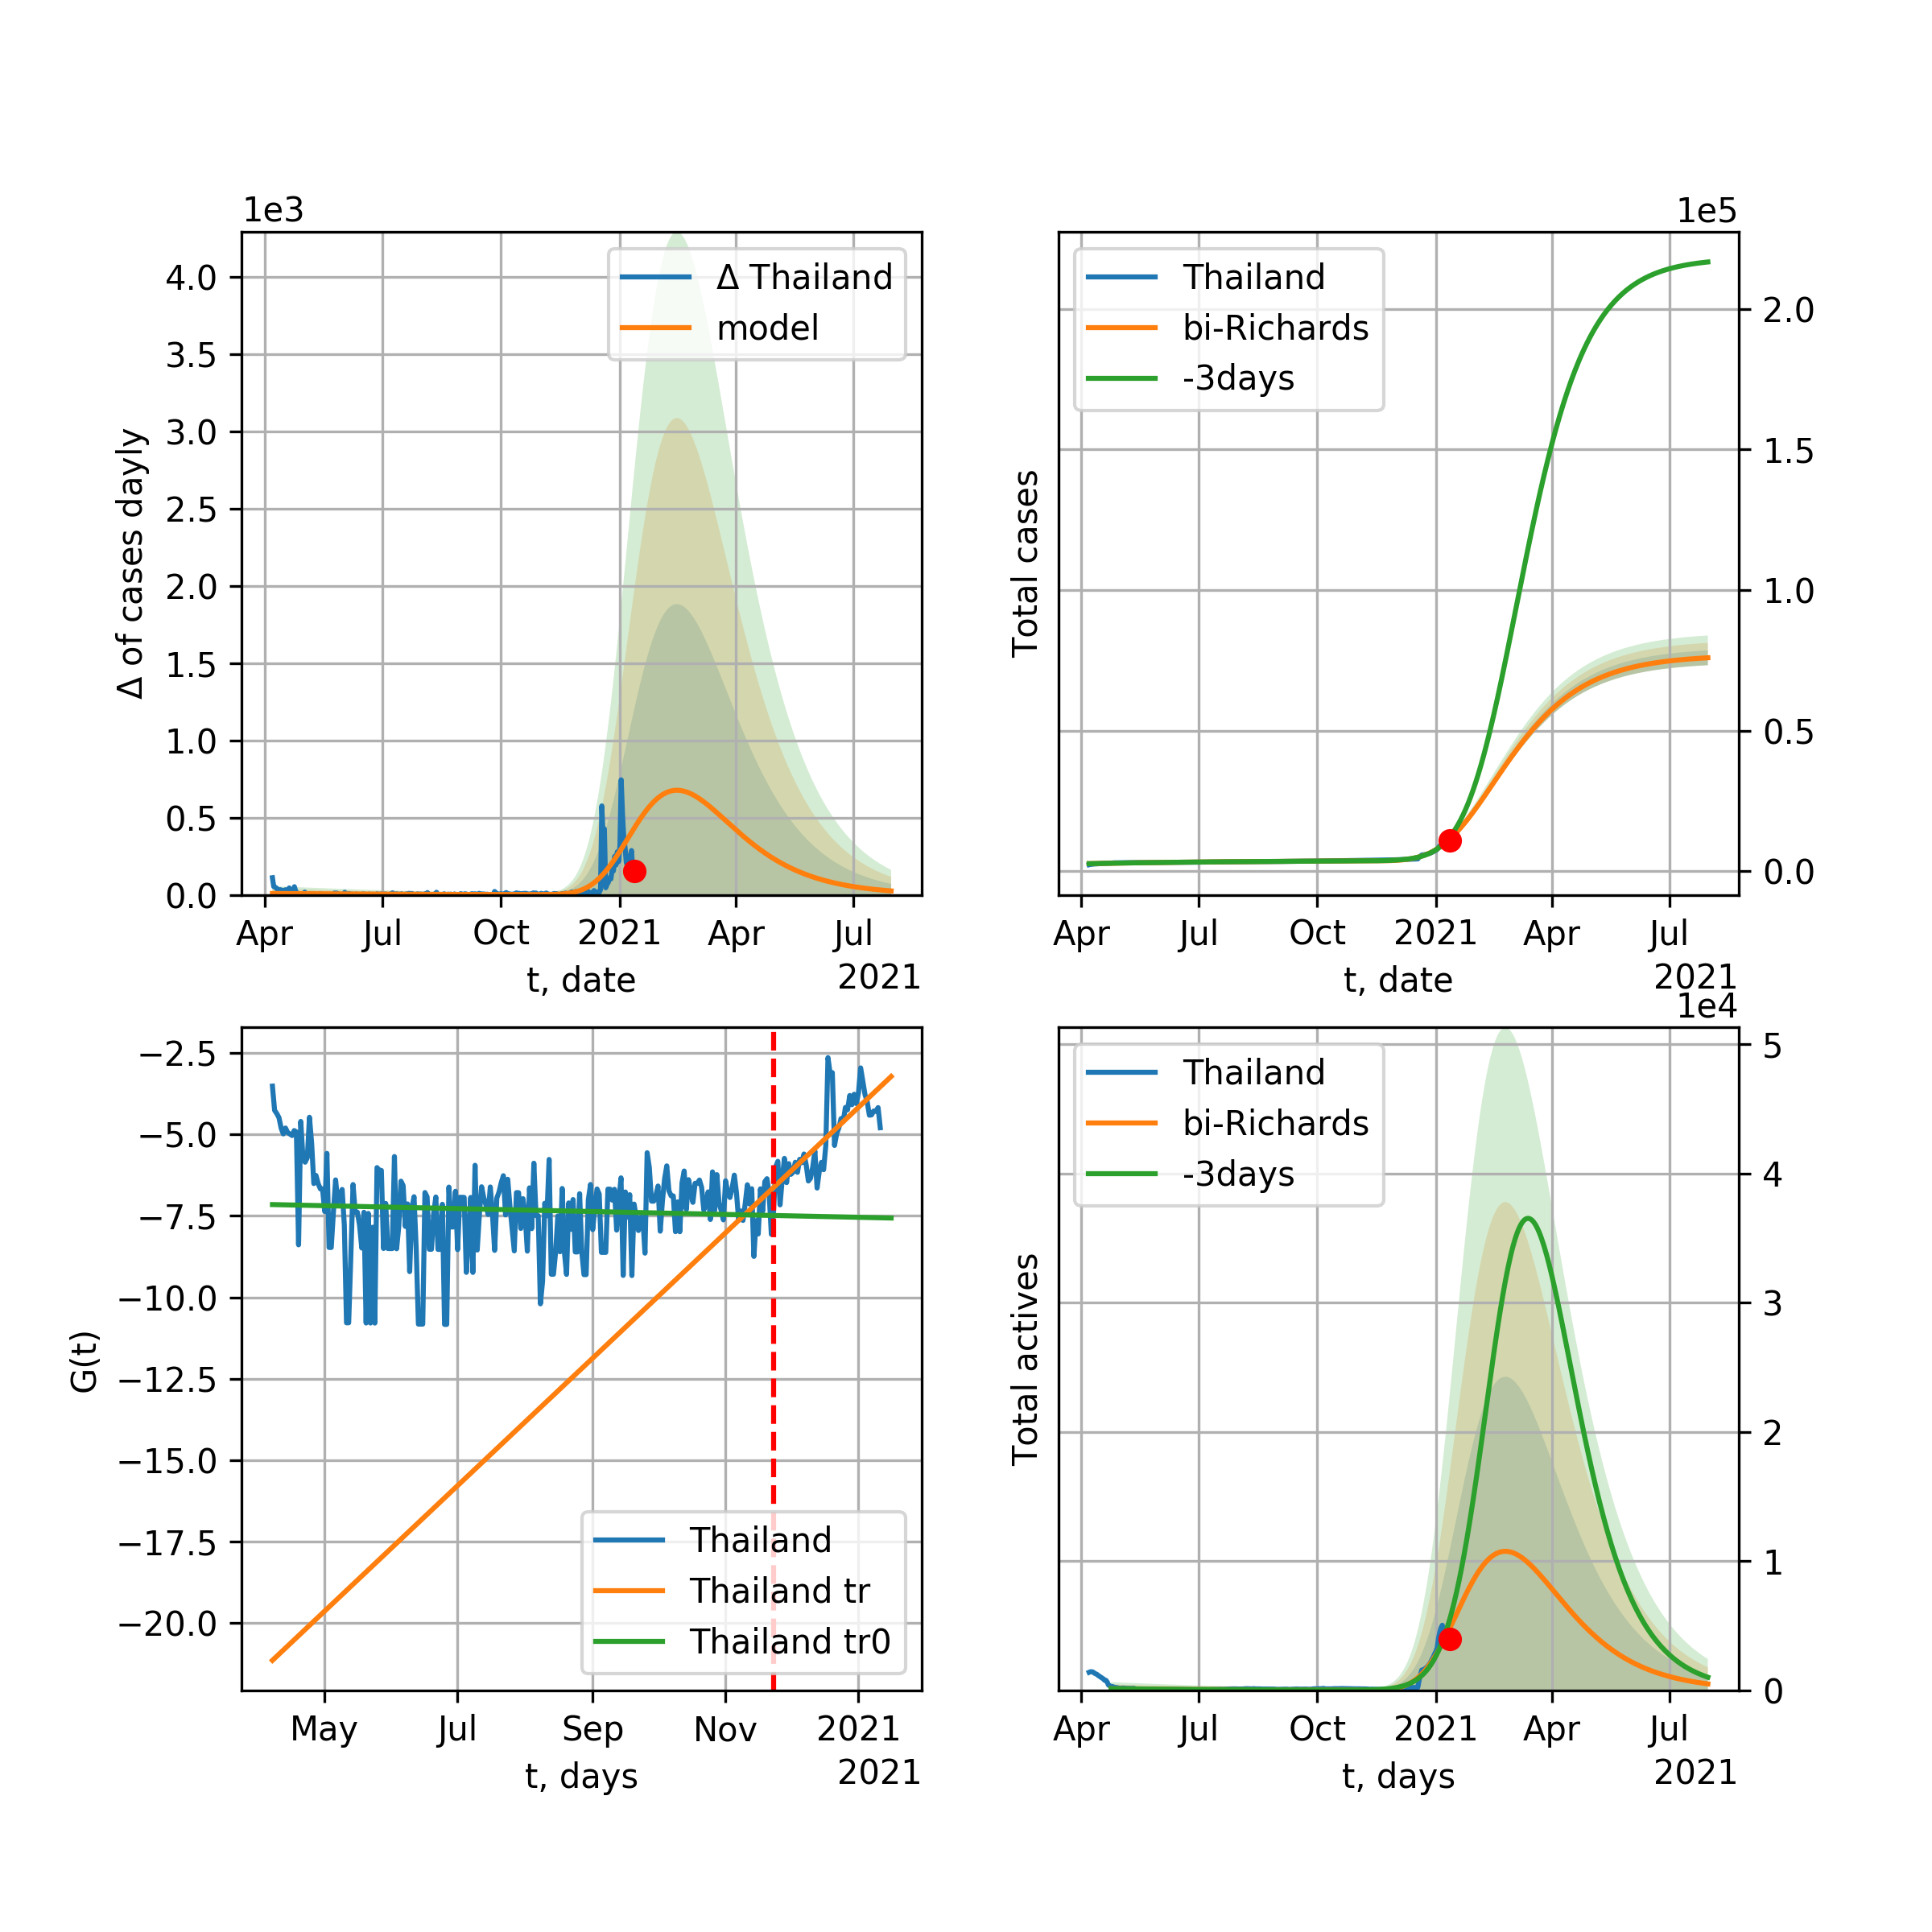 1e3
4.0
3.5
3.0
2.5
2.0
1.5
1.0
0.5
0.0
Δ of cases dayly
Δ Thailand
model
Apr Jul Oct 2021 Apr Jul
t, date
2021
1e5
Total cases
Thailand
bi-Richards
-3days
2.0
1.5
1.0
0.5
0.0
Apr Jul Oct 2021 Apr Jul
t, date
2021
−2.5
−5.0
−7.5
−10.0
−12.5
−15.0
−17.5
−20.0
G(t)
Thailand
Thailand tr
Thailand tr0
May Jul Sep Nov 2021
t, days
2021
1e4
Total actives
Thailand
bi-Richards
-3days
5
4
3
2
1
0
Apr Jul Oct 2021 Apr Jul
t, days
2021